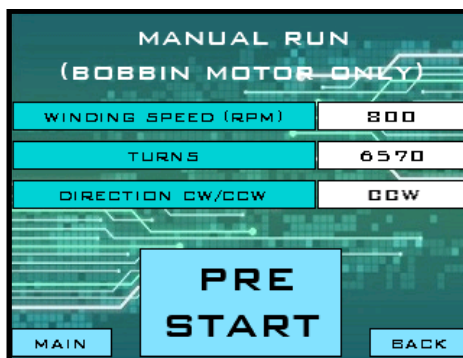 MANUAL RUN
(BOBBIN MOTOR ONLY)
WINDING SPEED (RPM) 800
TURNS 6570
DIRECTION CW/CCW CCW
PRE
START
MAIN BACK